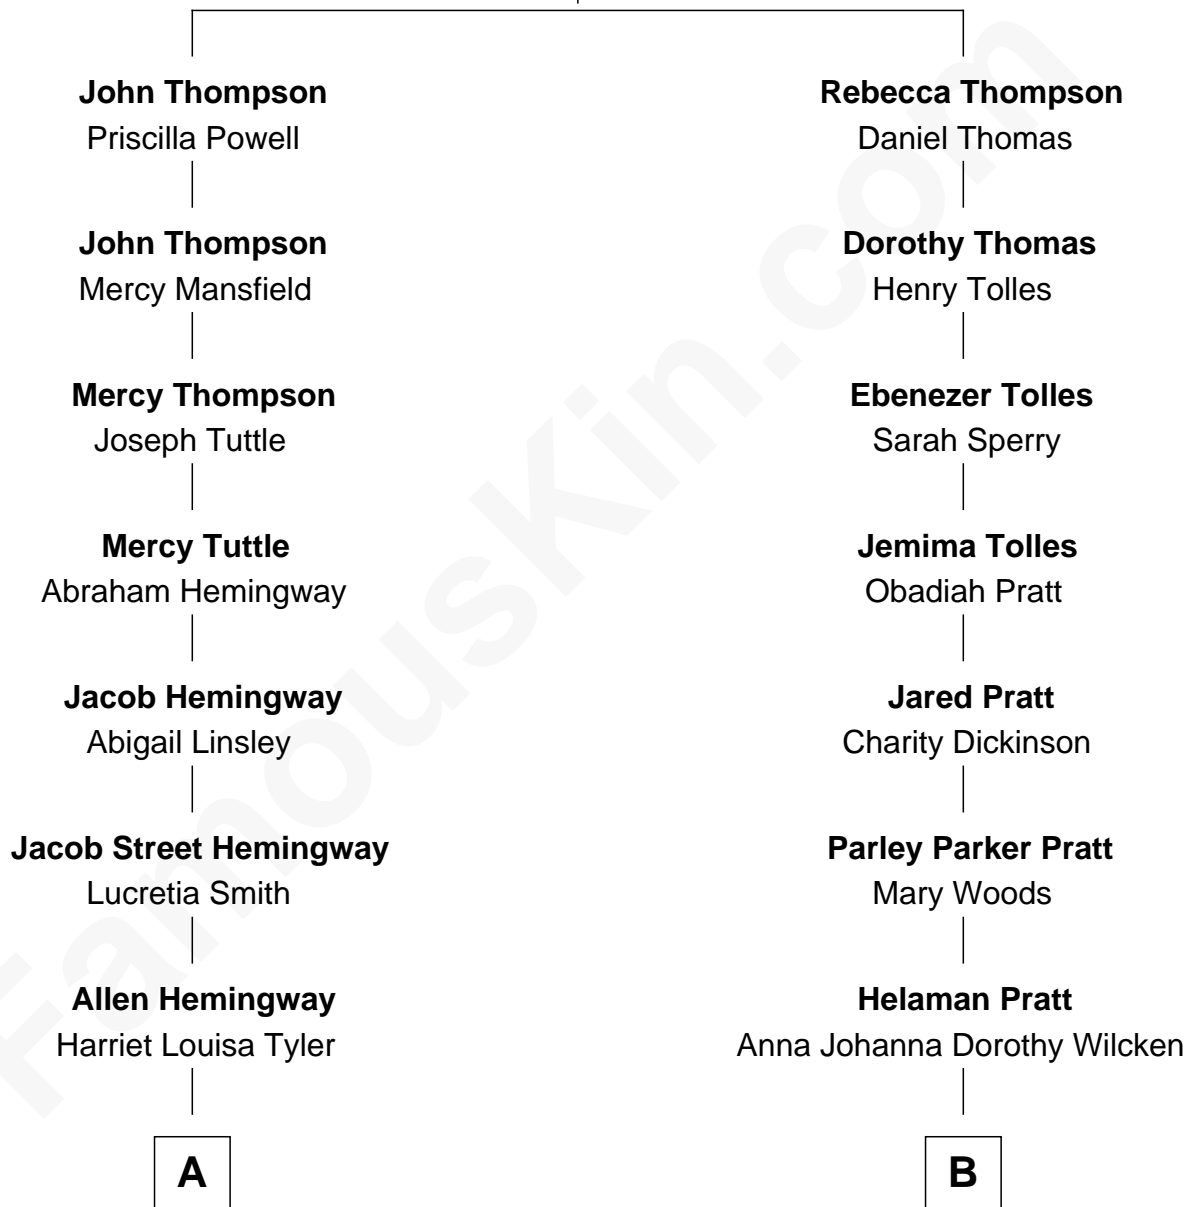 John Thompson
Priscilla Powell
John Thompson
Mercy Mansfield
Mercy Thompson
Joseph Tuttle
Mercy Tuttle
Abraham Hemingway
Jacob Hemingway
Abigail Linsley
Jacob Street Hemingway
Lucretia Smith
Allen Hemingway
Harriet Louisa Tyler
A
Rebecca Thompson
Daniel Thomas
Dorothy Thomas
Henry Tolles
Ebenezer Tolles
Sarah Sperry
Jemima Tolles
Obadiah Pratt
Jared Pratt
Charity Dickinson
Parley Parker Pratt
Mary Woods
Helaman Pratt
Anna Johanna Dorothy Wilcken
B
FamousKin.com